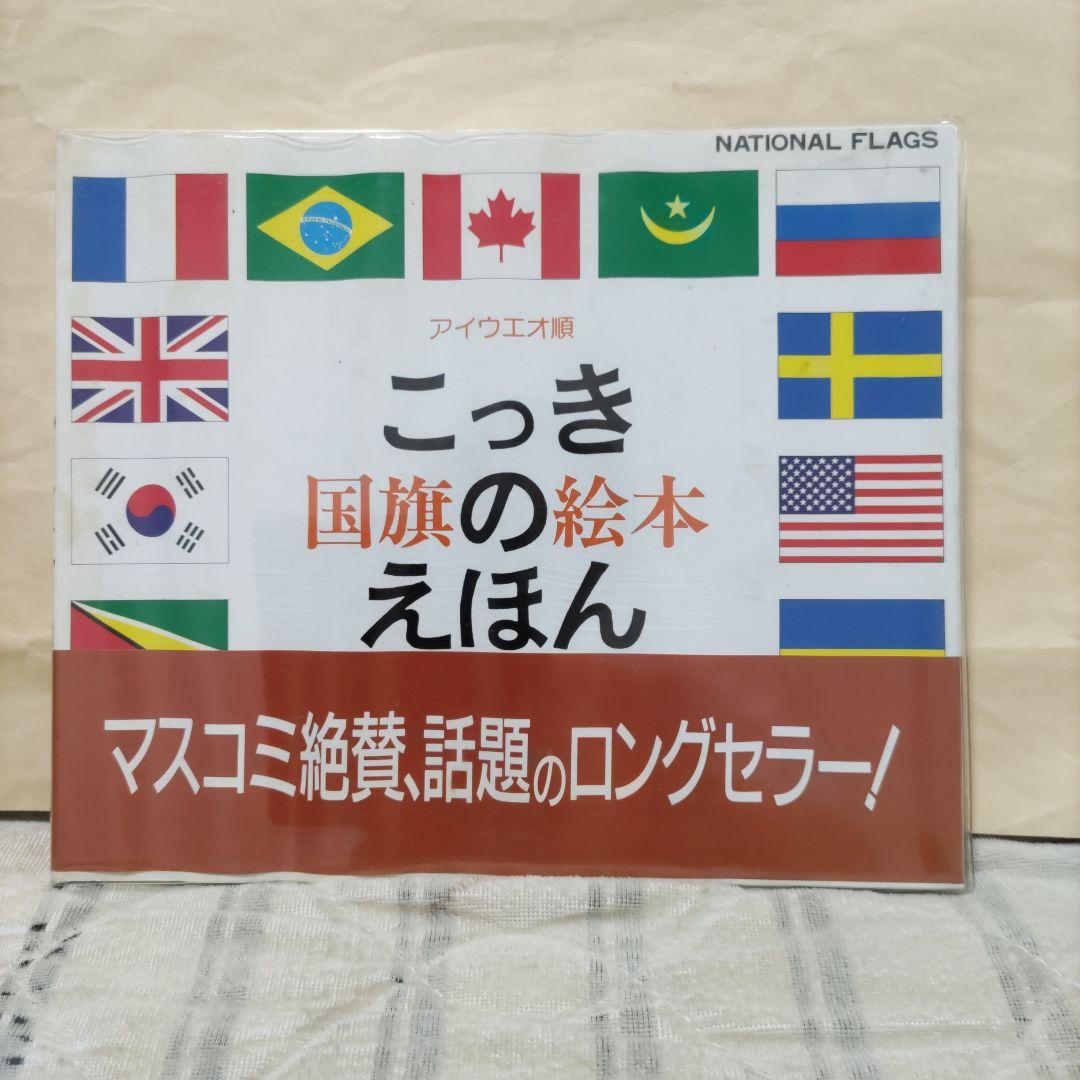 NATIONAL FLAGS
アイウエオ順
こっき
国旗の絵本
えほん
マスコミ絶賛、話題のロングセラー!